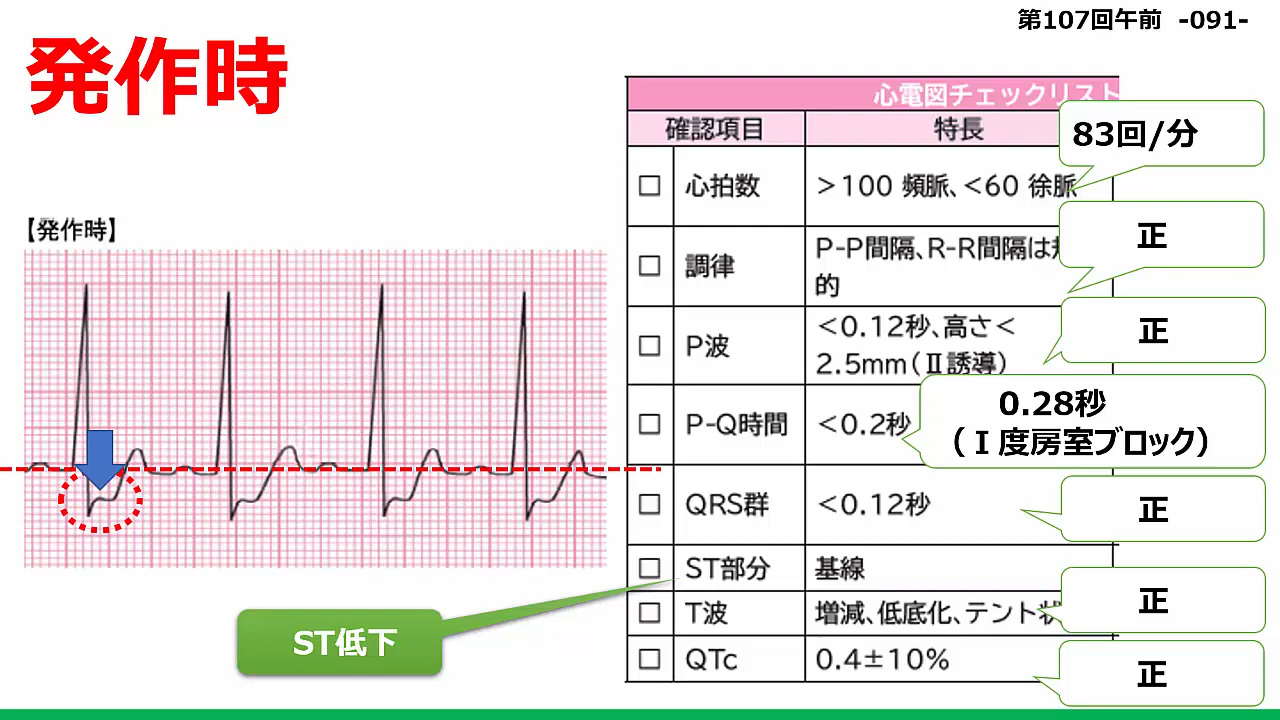 第107回午前 -091-
発作時
【発作時】
心電図チェックリスト
確認項目 特長
□ 心拍数 >100 頻脈、<60 徐脈
83回/分
□ 調律 P-P間隔、R-R間隔は規
的
正
□ P波 <0.12秒、高さ<
2.5mm(Ⅱ誘導)
正
□ P-Q時間 <0.2秒
0.28秒
(Ⅰ度房室ブロック)
□ QRS群 <0.12秒
正
□ ST部分 基線
ST低下
□ T波 増減、低底化、テント状
正
□ QTc 0.4±10%
正